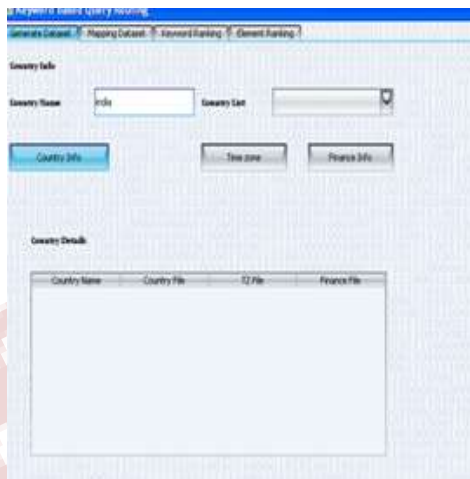 Keyword Based Query Routing
Generate Dataset Mapping Dataset Keyword Ranking Element Ranking
Country Info
Country Name india Country List
Country Info Time zone Finance Info
Country Details
Country Name Country File TZ File Finance File